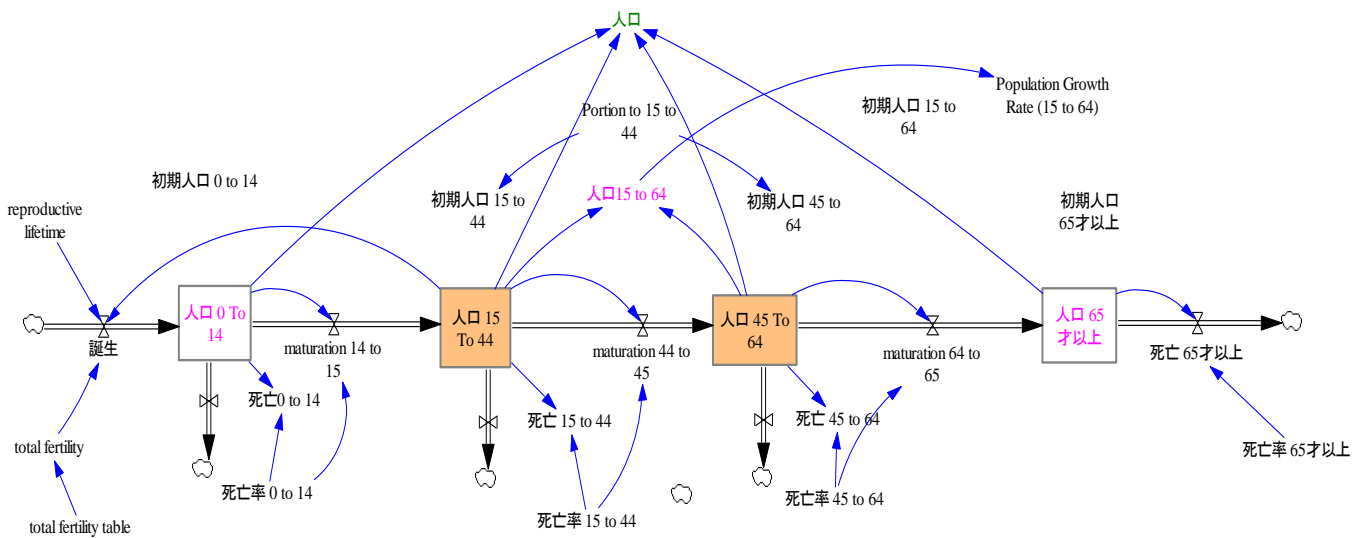 人口
Population Growth
Rate (15 to 64)
初期人口 15 to
64
Portion to 15 to
44
初期人口 0 to 14
初期人口 15 to
44
人口15 to 64
初期人口 45 to
64
初期人口
65才以上
reproductive
lifetime
人口 0 To
14
人口 15
To 44
人口 45 To
64
人口 65
才以上
誕生
maturation 14 to
15
maturation 44 to
45
maturation 64 to
65
死亡 65才以上
死亡0 to 14
死亡 15 to 44
死亡 45 to 64
total fertility
死亡率 65才以上
死亡率 0 to 14
死亡率 15 to 44
死亡率 45 to 64
total fertility table